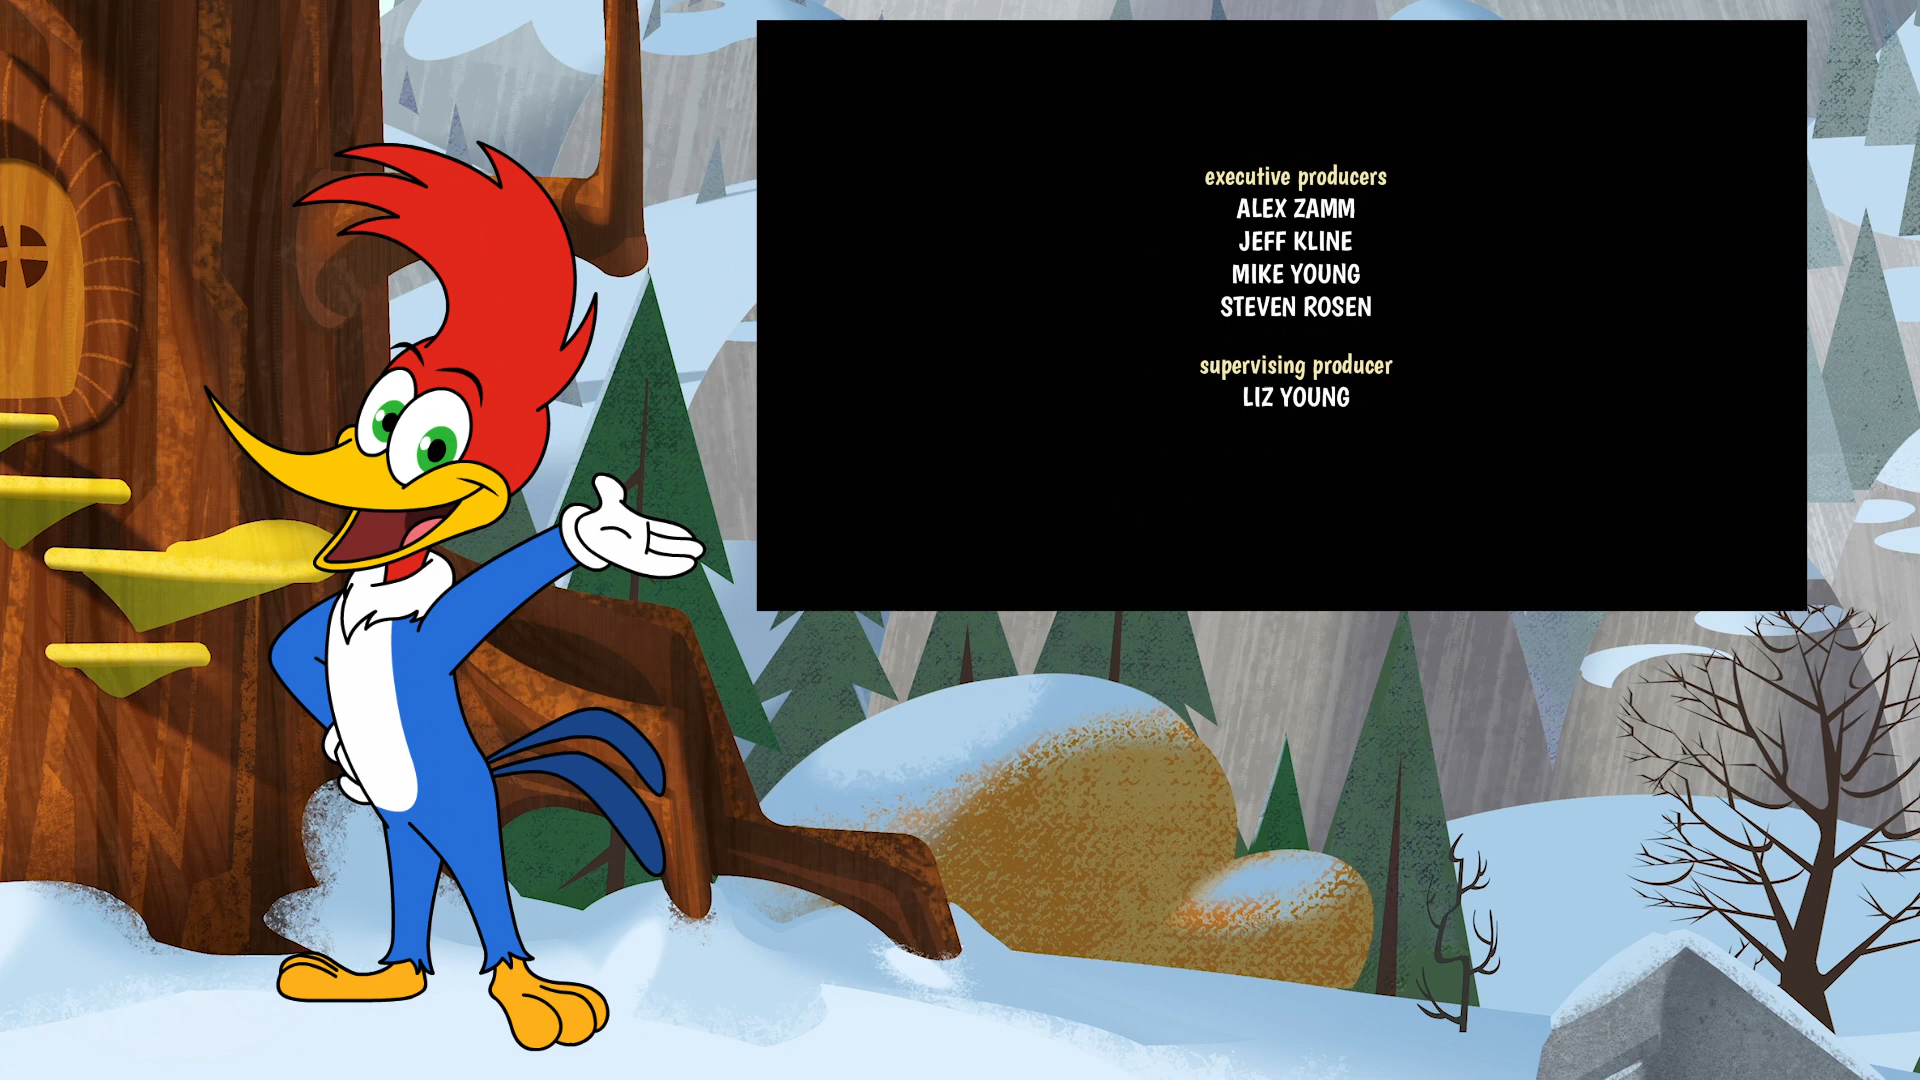 executive producers
ALEX ZAMM
JEFF KLINE
MIKE YOUNG
STEVEN ROSEN
supervising producer
LIZ YOUNG